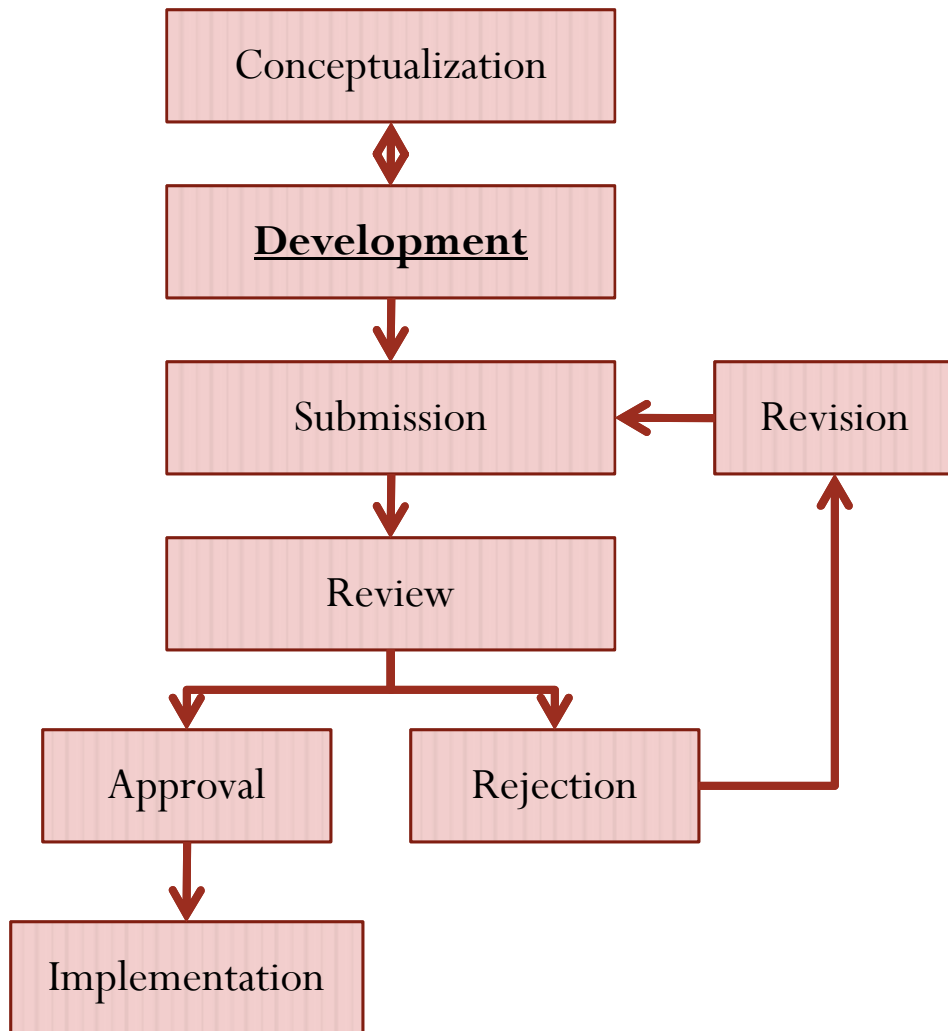 Conceptualization
Development
Submission
Revision
Review
Approval
Rejection
Implementation